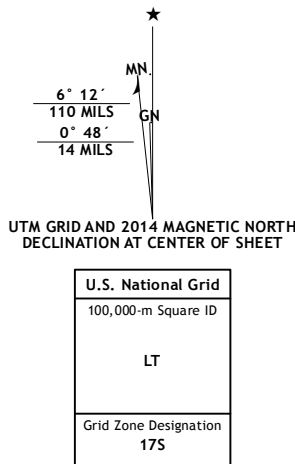 ★
MN.
GN
6° 12´
110 MILS
0° 48´
14 MILS
UTM GRID AND 2014 MAGNETIC NORTH
DECLINATION AT CENTER OF SHEET
U.S. National Grid
100,000-m Square ID
LT
Grid Zone Designation
17S